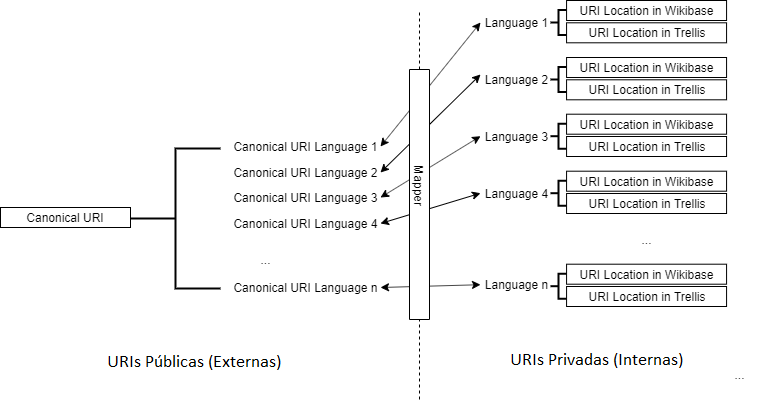 Canonical URI
Canonical URI Language 1
Canonical URI Language 2
Canonical URI Language 3
Canonical URI Language 4
...
Canonical URI Language n
URIs Públicas (Externas)
Mapper
Language 1
URI Location in Wikibase
URI Location in Trellis
Language 2
URI Location in Wikibase
URI Location in Trellis
Language 3
URI Location in Wikibase
URI Location in Trellis
Language 4
URI Location in Wikibase
URI Location in Trellis
...
Language n
URI Location in Wikibase
URI Location in Trellis
URIs Privadas (Internas)
...